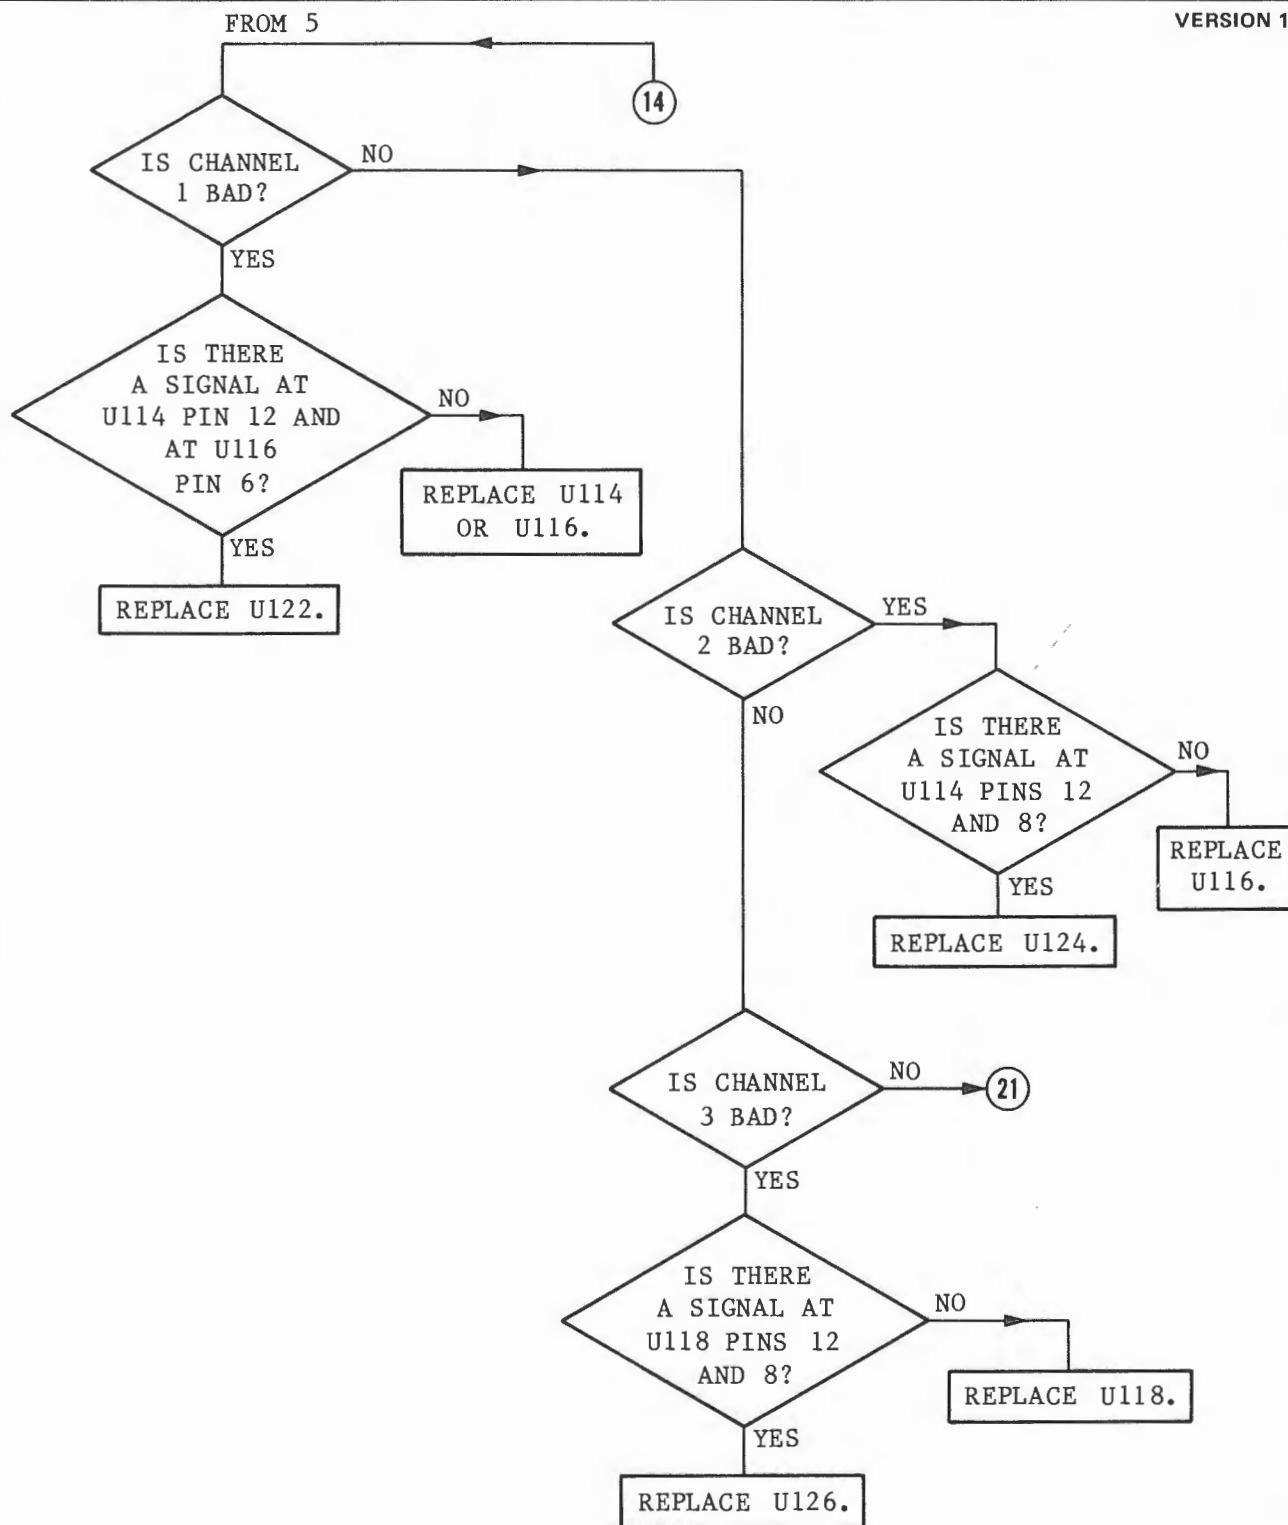 FROM 5
VERSION 1
14
IS CHANNEL
1 BAD?
NO
YES
IS THERE
A SIGNAL AT
U114 PIN 12 AND
AT U116
PIN 6?
NO
REPLACE U114
OR U116.
YES
REPLACE U122.
IS CHANNEL
2 BAD?
YES
NO
IS THERE
A SIGNAL AT
U114 PINS 12
AND 8?
NO
REPLACE
U116.
YES
REPLACE U124.
IS CHANNEL
3 BAD?
NO
21
YES
IS THERE
A SIGNAL AT
U118 PINS 12
AND 8?
NO
REPLACE U118.
YES
REPLACE U126.